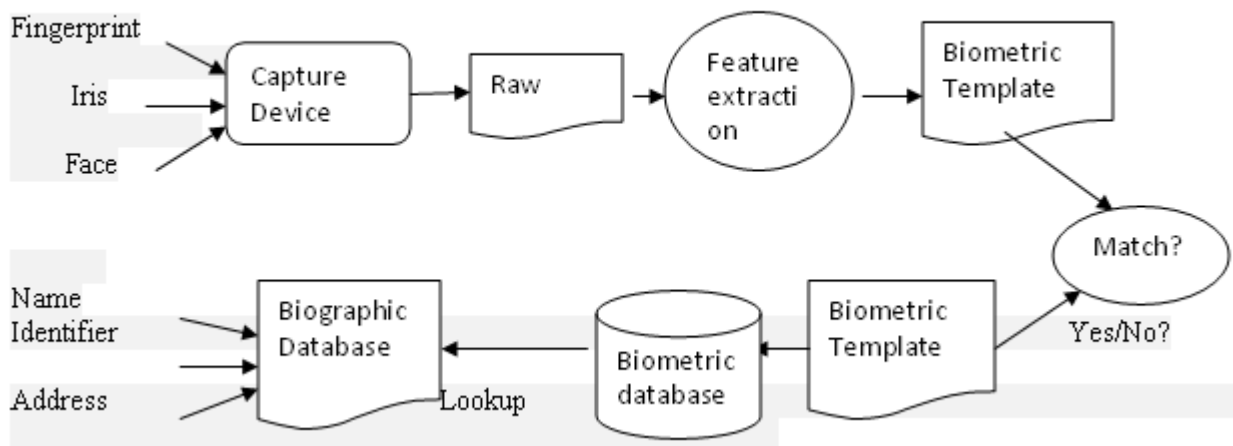 Fingerprint
Iris
Face
Capture
Device
Raw
Feature
extracti
on
Biometric
Template
Match?
Yes/No?
Name
Identifier
Address
Biographic
Database
Lookup
Biometric
database
Biometric
Template